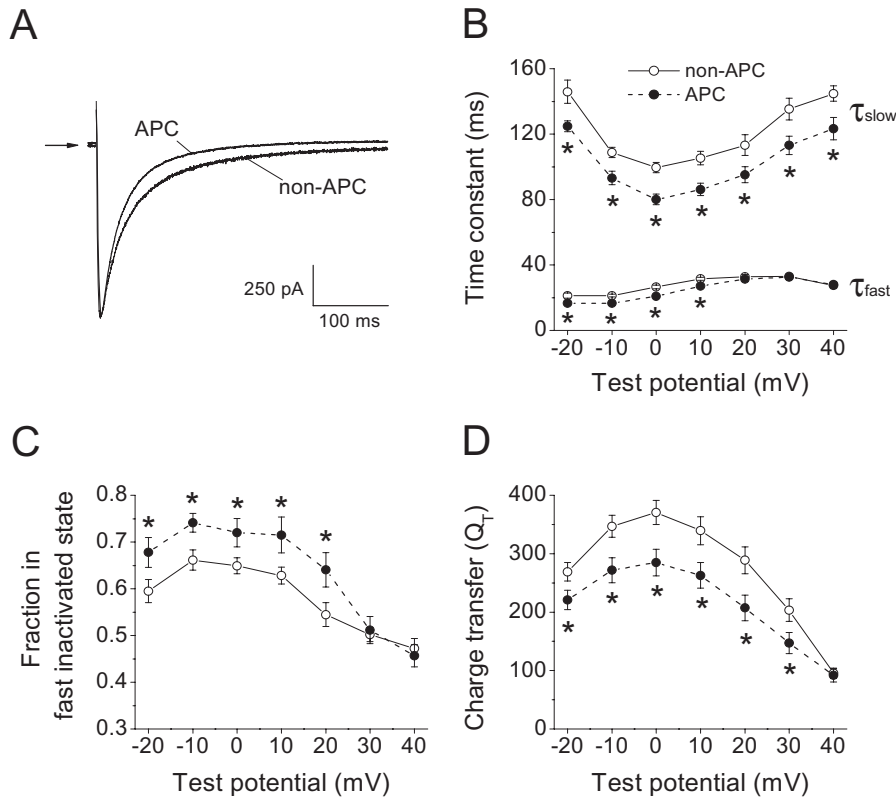 A
APC
non-APC
250 pA
100 ms
B
160
120
80
40
0
Time constant (ms)
non-APC
APC
τslow
τfast
* * * * * * *
* * * *
-20 -10 0 10 20 30 40
Test potential (mV)
C
0.8
0.7
0.6
0.5
0.4
0.3
Fraction in
fast inactivated state
* * * * *
-20 -10 0 10 20 30 40
Test potential (mV)
D
400
300
200
100
0
Charge transfer (QT)
* * * * * *
-20 -10 0 10 20 30 40
Test potential (mV)